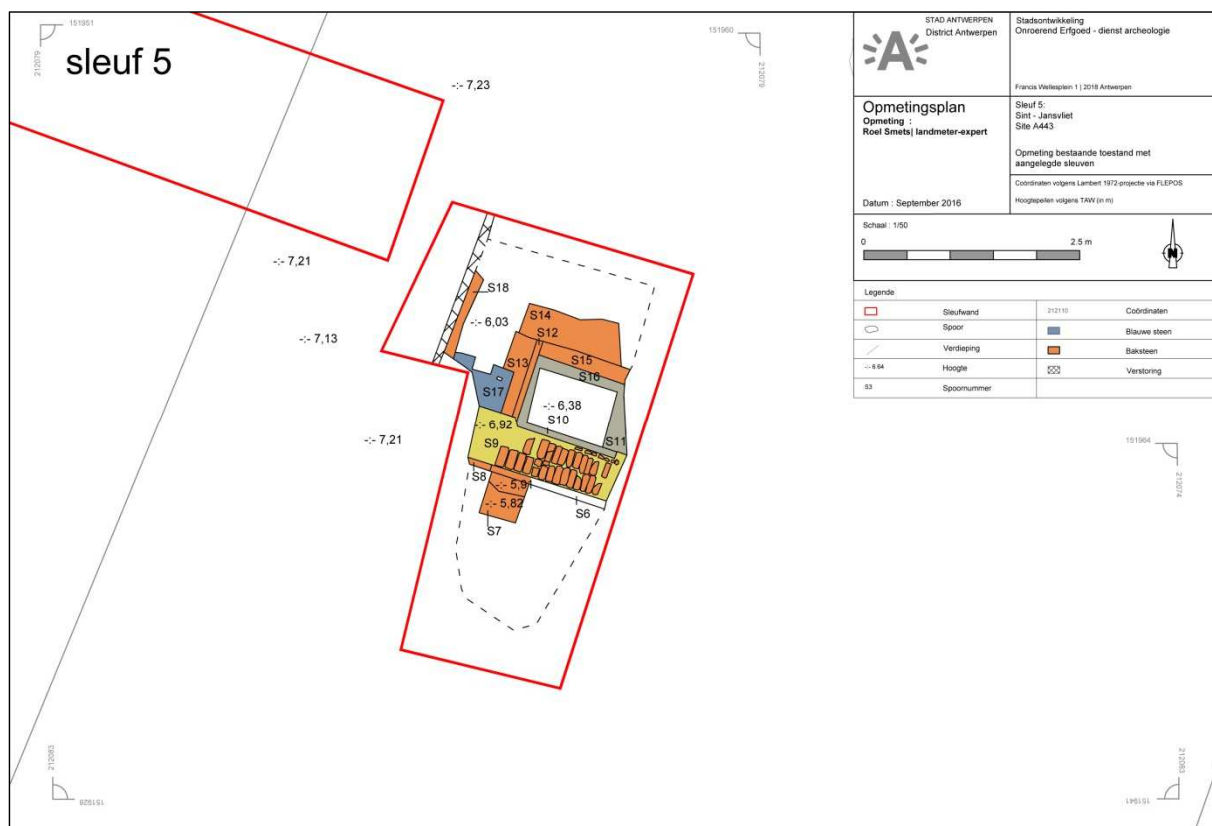 sleuf 5
151951
212079
151960
212079
-:- 7,23
-:- 7,21
-:- 7,13
-:- 7,21
S18
-:- 6,03
S14
S12
S13
S15
S16
S17
-:- 6,38
S10
-:- 6,92
S9
S11
S8
-:- 5,91
-:- 5,82
S7
S6
151964
212074
212083
151928
212083
151941
STAD ANTWERPEN
District Antwerpen
A
Stadsontwikkeling
Onroerend Erfgoed - dienst archeologie
Francis Wellesplein 1 | 2018 Antwerpen
Opmetingsplan
Opmeting :
Roel Smets| landmeter-expert
Datum : September 2016
Sleuf 5:
Sint - Jansvliet
Site A443
Opmeting bestaande toestand met
aangelegde sleuven
Coördinaten volgens Lambert 1972-projectie via FLEPOS
Hoogtepeilen volgens TAW (in m)
Schaal : 1/50
0 2.5 m
N
Legende
Sleufwand
212110 Coördinaten
Spoor
Blauwe steen
Verdieping
Baksteen
-:- 6.64 Hoogte
Verstoring
S3 Spoornummer